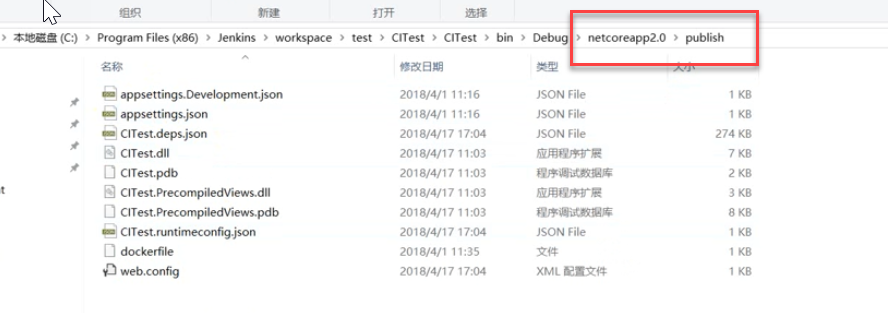 组织 新建 打开 选择
本地磁盘 (C:) › Program Files (x86) › Jenkins › workspace › test › CITest › CITest › bin › Debug › netcoreapp2.0 › publish
名称 修改日期 类型 大小
appsettings.Development.json 2018/4/1 11:16 JSON File 1 KB
appsettings.json 2018/4/1 11:16 JSON File 1 KB
CITest.deps.json 2018/4/17 17:04 JSON File 274 KB
CITest.dll 2018/4/17 11:03 应用程序扩展 7 KB
CITest.pdb 2018/4/17 11:03 程序调试数据库 2 KB
CITest.PrecompiledViews.dll 2018/4/17 11:03 应用程序扩展 3 KB
CITest.PrecompiledViews.pdb 2018/4/17 11:03 程序调试数据库 8 KB
CITest.runtimeconfig.json 2018/4/17 17:04 JSON File 1 KB
dockerfile 2018/4/1 11:35 文件 1 KB
web.config 2018/4/17 17:04 XML 配置文件 1 KB